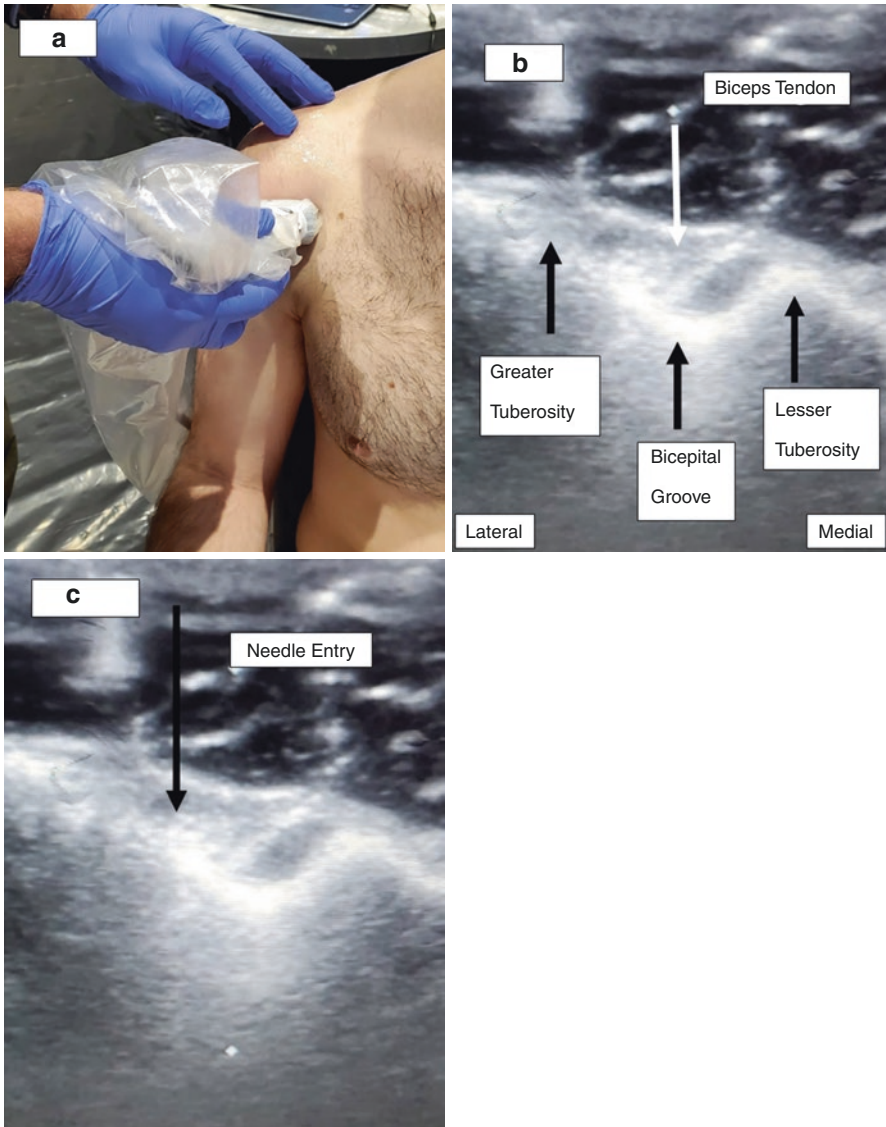 a
b
Biceps Tendon
Greater
Tuberosity
Bicepital
Groove
Lesser
Tuberosity
Lateral
Medial
c
Needle Entry